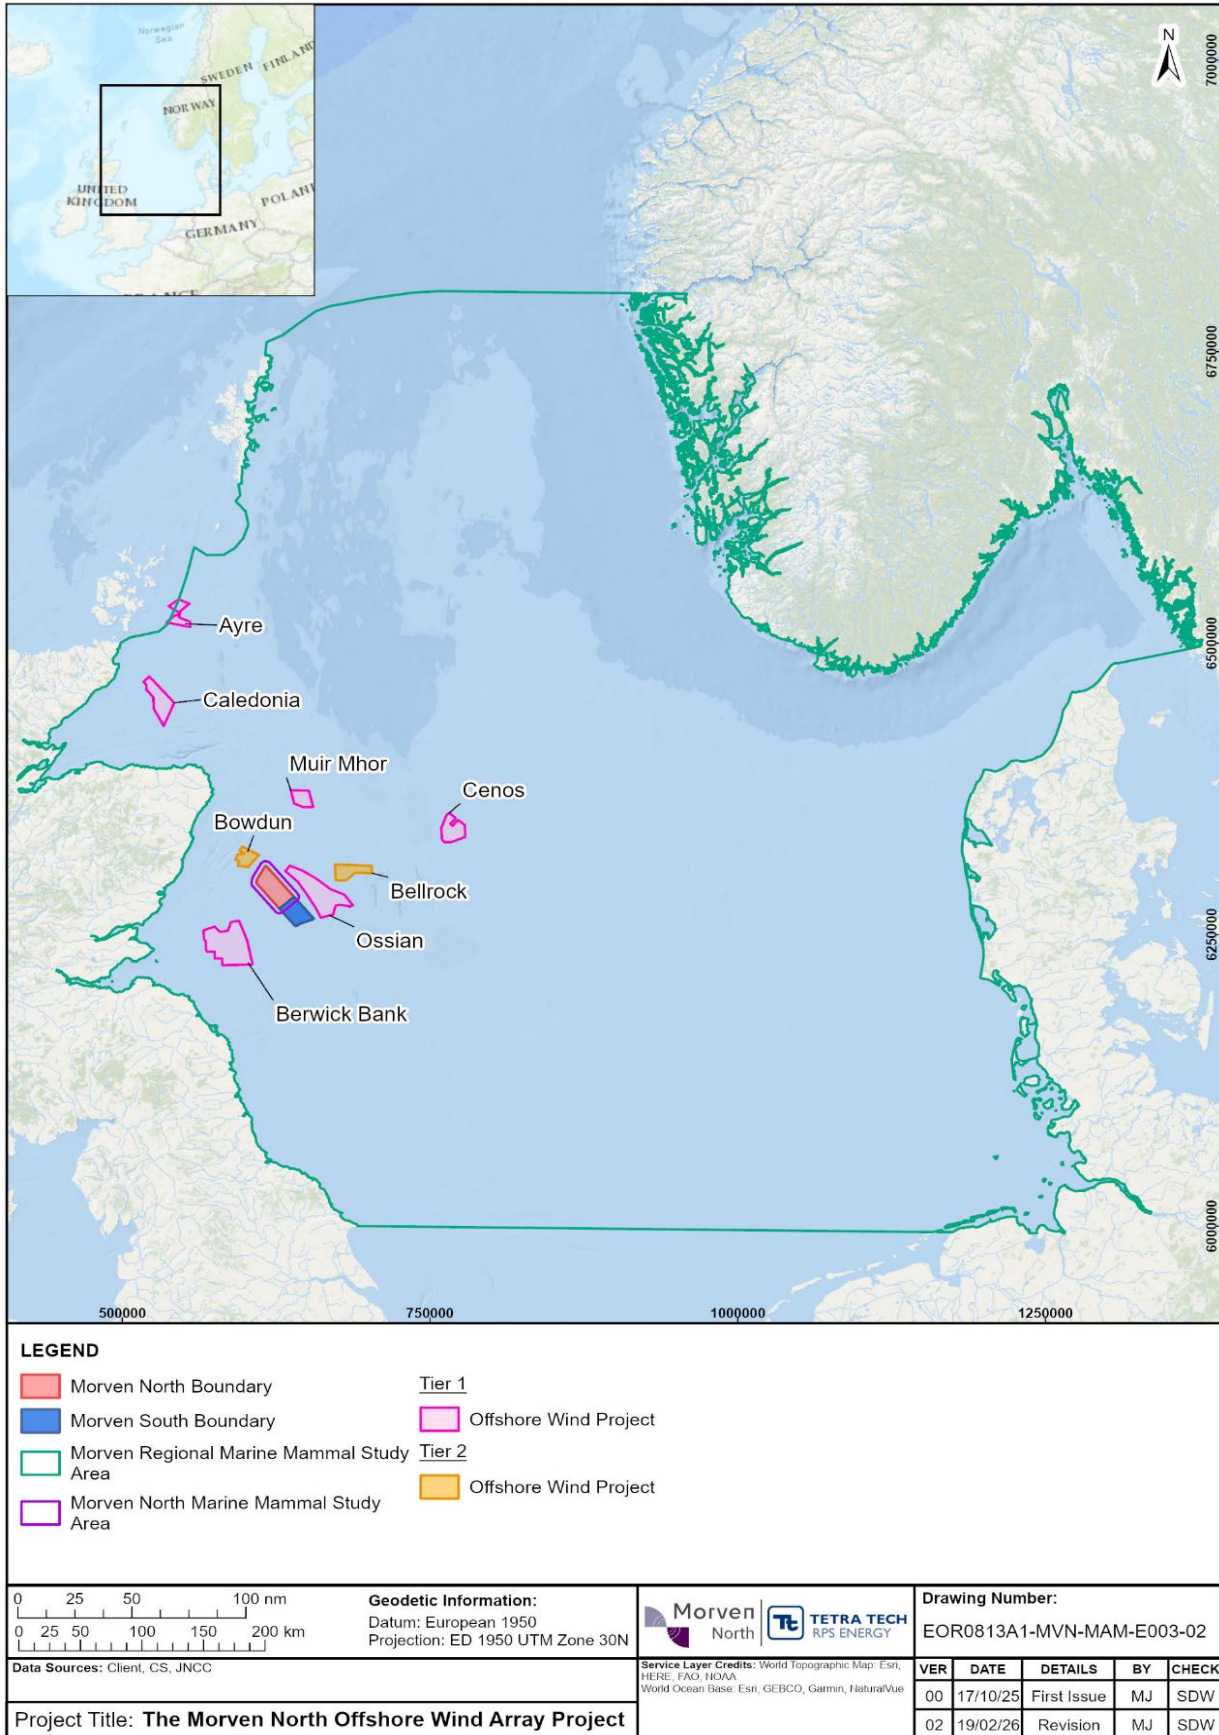 Norwegian
Sea
SWEDEN
FINLAND
NORWAY
UNITED
KINGDOM
POLAN
GERMANY
N
7000000
6750000
6500000
6250000
6000000
Ayre
Caledonia
Muir Mhor
Cenos
Bowdun
Bellrock
Ossian
Berwick Bank
500000
750000
1000000
1250000
LEGEND
Morven North Boundary
Morven South Boundary
Morven Regional Marine Mammal Study
Area
Morven North Marine Mammal Study
Area
Tier 1
Offshore Wind Project
Tier 2
Offshore Wind Project
0 25 50 100 nm
0 25 50 100 150 200 km
Geodetic Information:
Datum: European 1950
Projection: ED 1950 UTM Zone 30N
Morven
North
Tt TETRA TECH
RPS ENERGY
Drawing Number:
EOR0813A1-MVN-MAM-E003-02
Data Sources: Client, CS, JNCC
Service Layer Credits: World Topographic Map: Esri,
HERE, FAO, NOAA
World Ocean Base: Esri, GEBCO, Garmin, NaturalVue
VER DATE DETAILS BY CHECK
00 17/10/25 First Issue MJ SDW
02 19/02/26 Revision MJ SDW
Project Title: The Morven North Offshore Wind Array Project